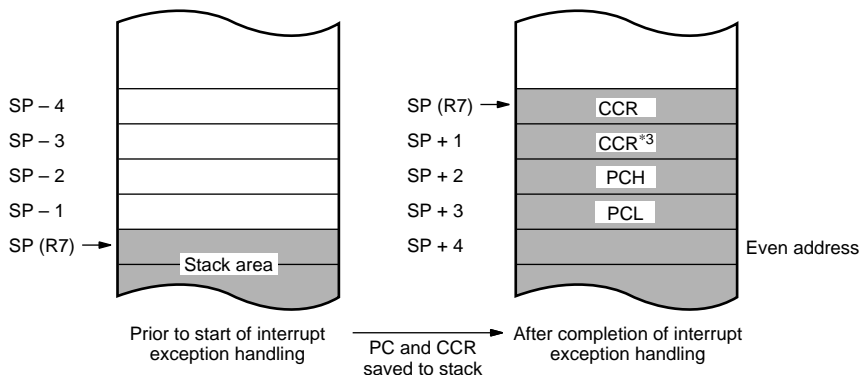 SP – 4
SP – 3
SP – 2
SP – 1
SP (R7)
Stack area
Prior to start of interrupt
exception handling
PC and CCR
saved to stack
SP (R7)
SP + 1
SP + 2
SP + 3
SP + 4
CCR
CCR*3
PCH
PCL
Even address
After completion of interrupt
exception handling